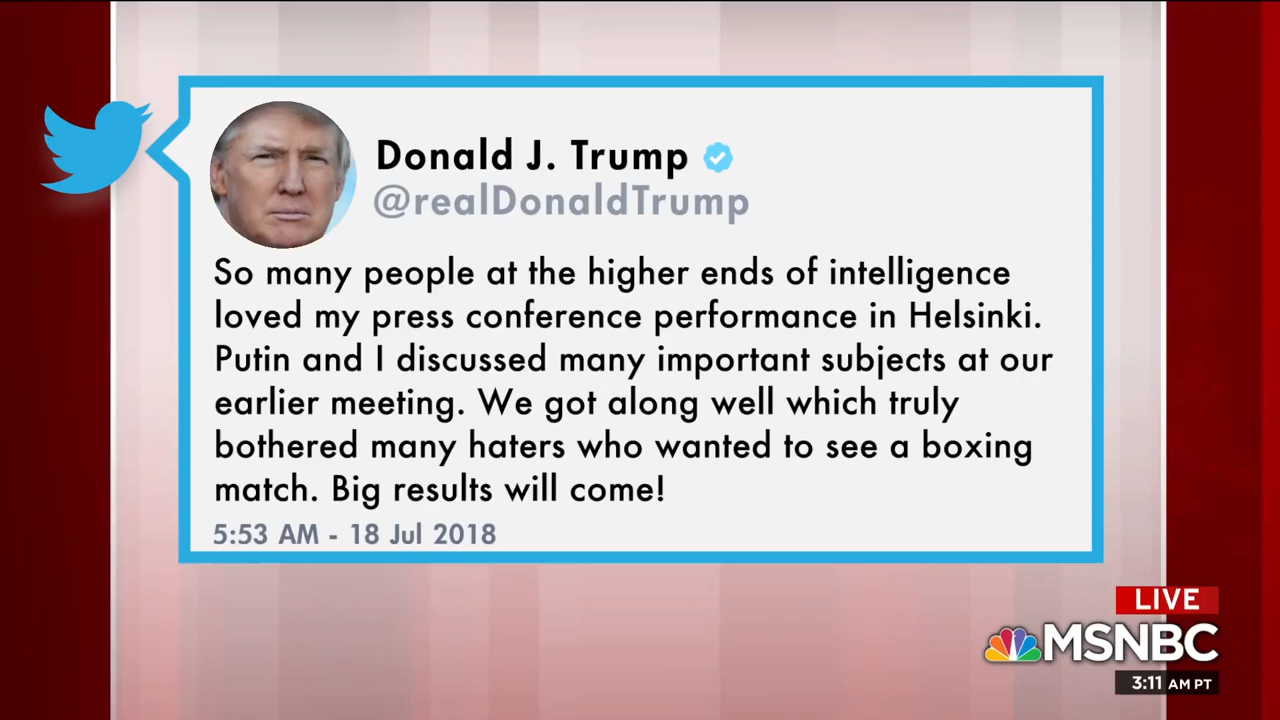 Donald J. Trump
@realDonaldTrump
So many people at the higher ends of intelligence
loved my press conference performance in Helsinki.
Putin and I discussed many important subjects at our
earlier meeting. We got along well which truly
bothered many haters who wanted to see a boxing
match. Big results will come!
5:53 AM - 18 Jul 2018
LIVE
MSNBC
3:11 AM PT